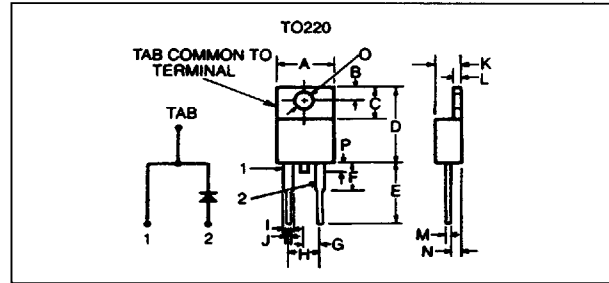 TO220
TAB COMMON TO
TERMINAL
A
O
B
C
D
K
L
TAB
P
1
F
E
2
1
2
I
J
G
H
M
N